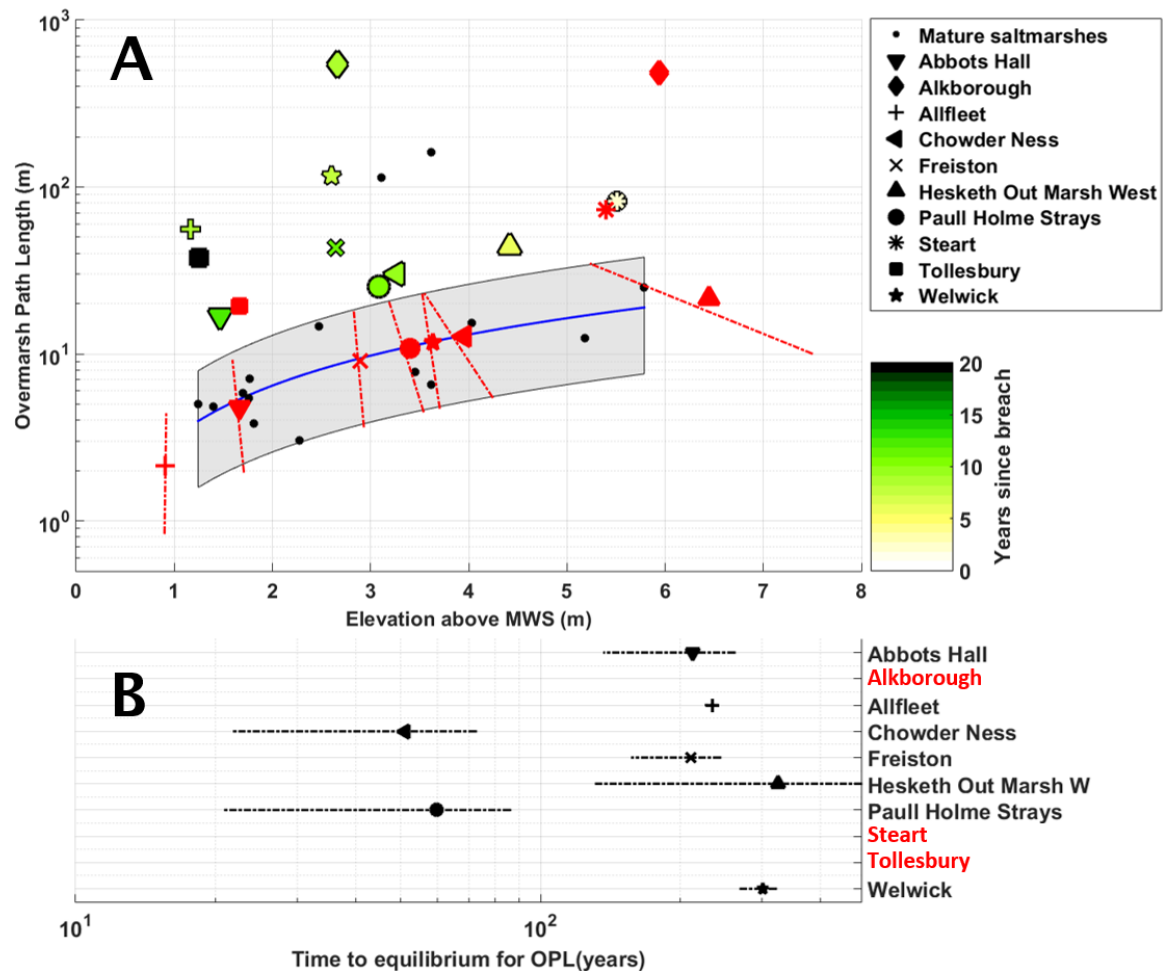 A
10³
10²
10¹
10⁰
Overmarsh Path Length (m)
0 1 2 3 4 5 6 7 8
Elevation above MWS (m)
Mature saltmarshes
Abbots Hall
Alkborough
Allfleet
Chowder Ness
Freiston
Hesketh Out Marsh West
Paull Holme Strays
Steart
Tollesbury
Welwick
20
15
10
5
0
Years since breach
B
Abbots Hall
Alkborough
Allfleet
Chowder Ness
Freiston
Hesketh Out Marsh W
Paull Holme Strays
Steart
Tollesbury
Welwick
10¹ 10²
Time to equilibrium for OPL(years)